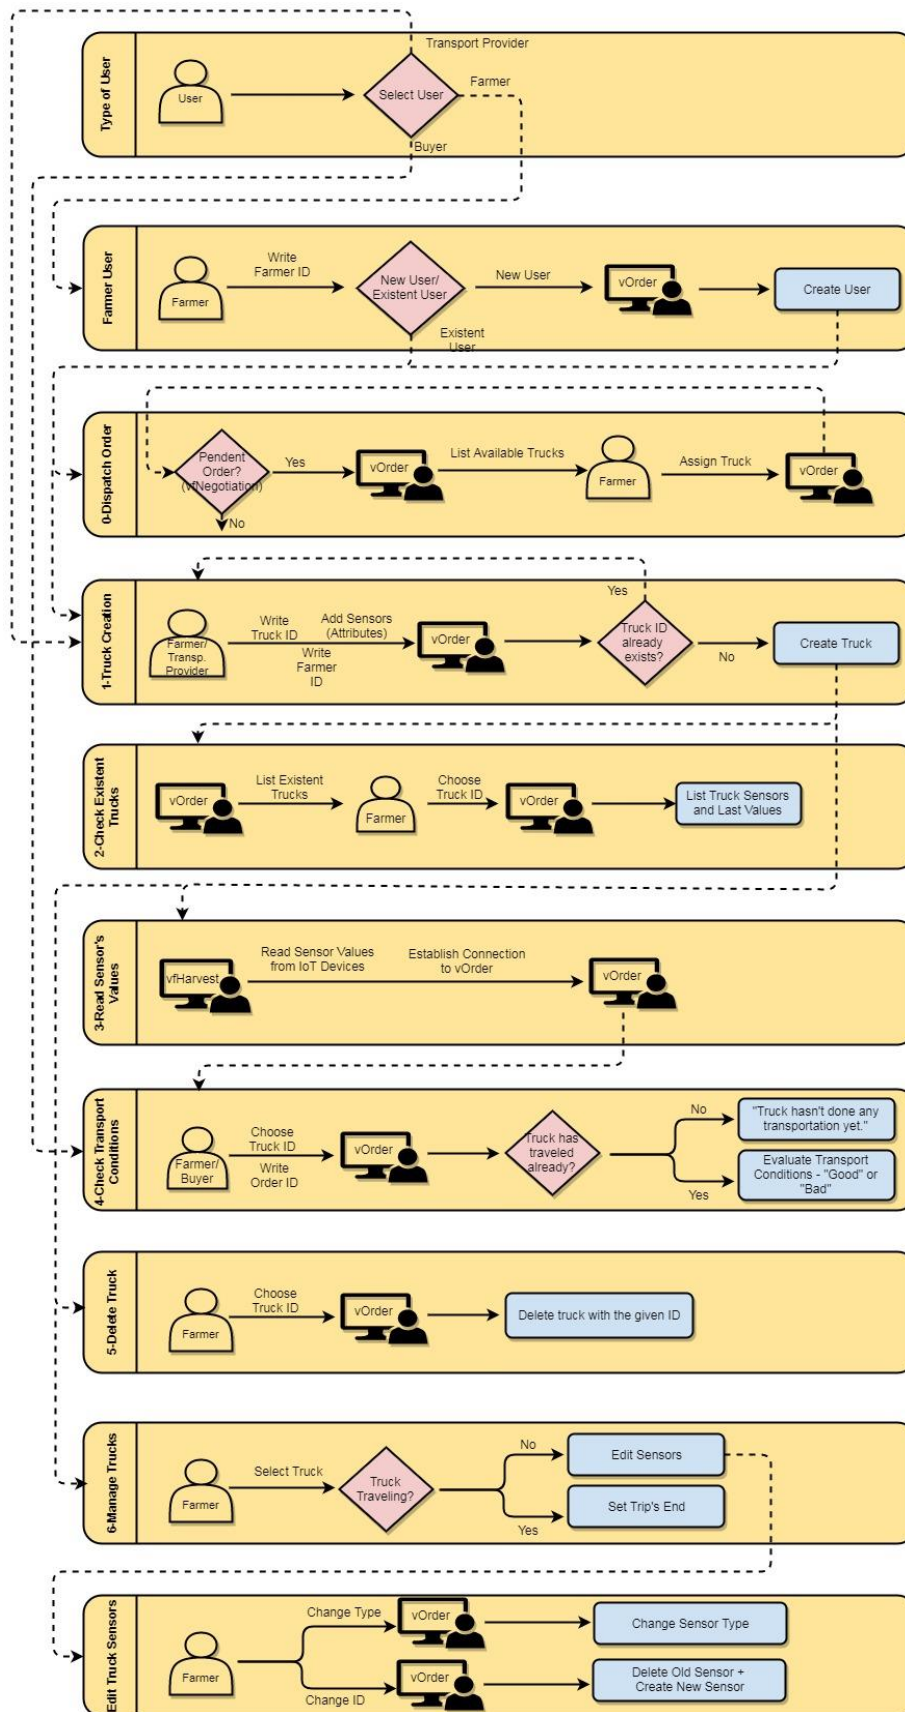 Type of User
User
Transport Provider
Select User
Farmer
Buyer
Farmer User
Farmer
Write
Farmer ID
New User/
Existent User
New User
Existent
User
vOrder
Create User
0-Dispatch Order
Pendent
Order?
(vfNegotiation)
Yes
No
vOrder
List Available Trucks
Farmer
Assign Truck
vOrder
1-Truck Creation
Farmer/
Transp.
Provider
Write
Truck ID
Add Sensors
(Attributes)
Write
Farmer
ID
vOrder
Yes
Truck ID
already
exists?
No
Create Truck
2-Check Existent
Trucks
vOrder
List Existent
Trucks
Farmer
Choose
Truck ID
vOrder
List Truck Sensors
and Last Values
3-Read Sensor's
Values
vfHarvest
Read Sensor Values
from IoT Devices
Establish Connection
to vOrder
vOrder
4-Check Transport
Conditions
Farmer/
Buyer
Choose
Truck ID
Write
Order ID
vOrder
Truck has
traveled
already?
No
"Truck hasn't done any
transportation yet."
Yes
Evaluate Transport
Conditions - "Good" or
"Bad"
5-Delete Truck
Farmer
Choose
Truck ID
vOrder
Delete truck with the given ID
6-Manage Trucks
Farmer
Select Truck
Truck
Traveling?
No
Edit Sensors
Yes
Set Trip's End
Edit Truck Sensors
Farmer
Change Type
vOrder
Change Sensor Type
Change ID
vOrder
Delete Old Sensor +
Create New Sensor